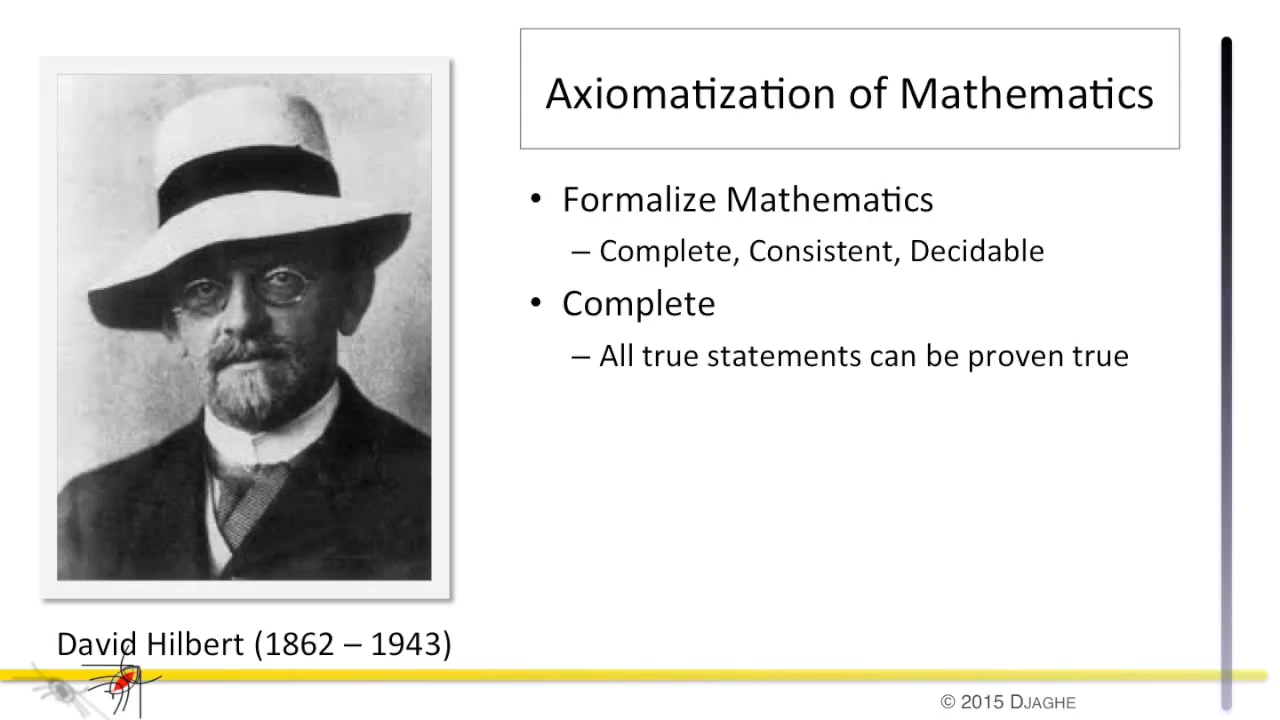 Axiomatization of Mathematics
• Formalize Mathematics
– Complete, Consistent, Decidable
• Complete
– All true statements can be proven true
David Hilbert (1862 – 1943)
© 2015 DJAGHE